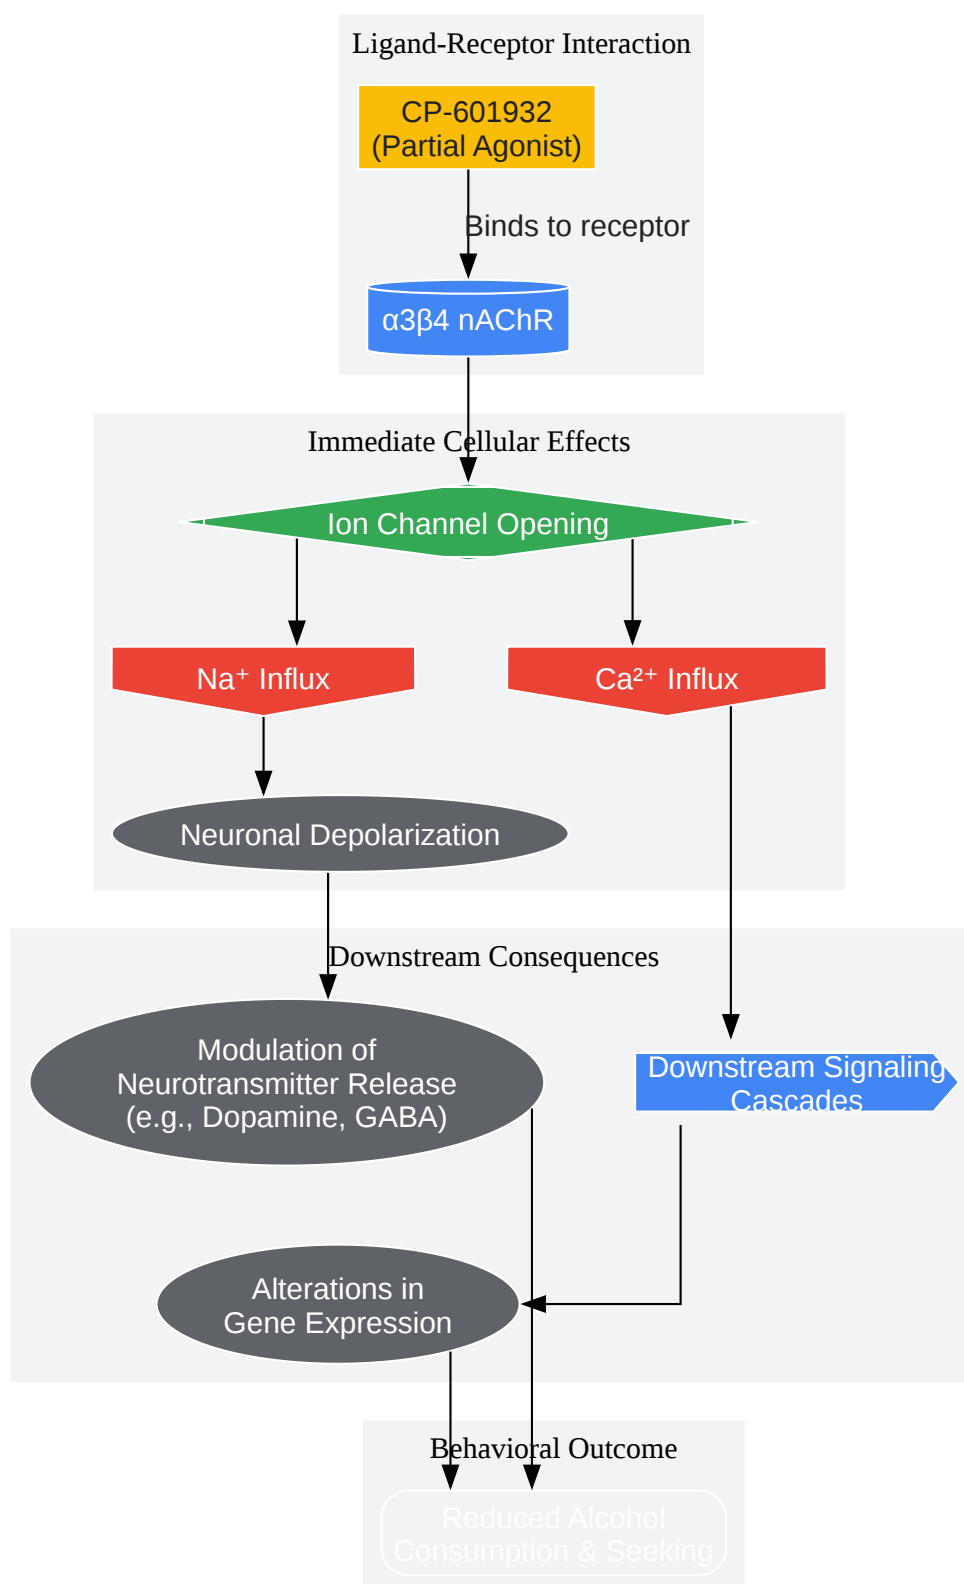 Ligand-Receptor Interaction
CP-601932
(Partial Agonist)
Binds to receptor
α3β4 nAChR
Immediate Cellular Effects
Ion Channel Opening
Na⁺ Influx
Ca²⁺ Influx
Neuronal Depolarization
Downstream Consequences
Modulation of
Neurotransmitter Release
(e.g., Dopamine, GABA)
Downstream Signaling
Cascades
Alterations in
Gene Expression
Behavioral Outcome
Reduced Alcohol
Consumption & Seeking